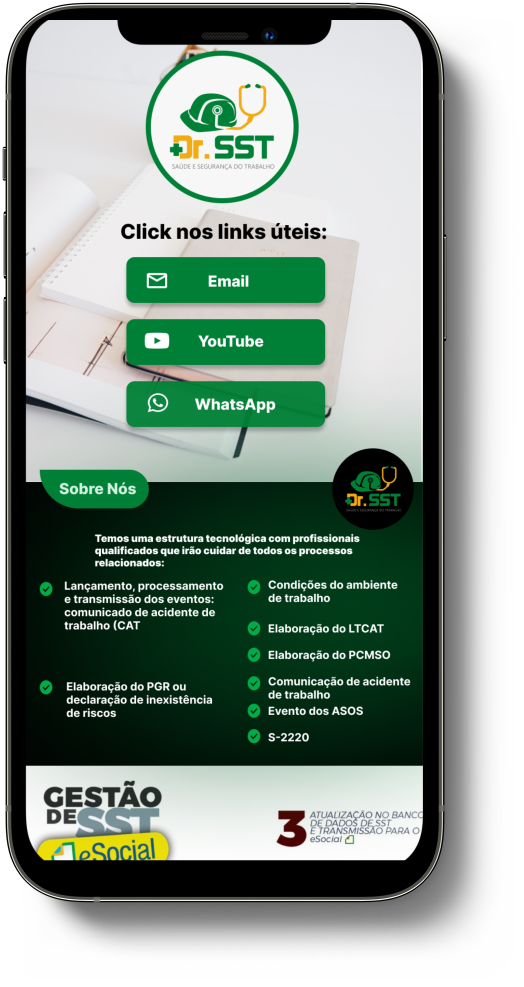 Dr. SST
SAÚDE E SEGURANÇA DO TRABALHO
Click nos links úteis:
Email
YouTube
WhatsApp
Sobre Nós
Dr. SST
SAÚDE E SEGURANÇA DO TRABALHO
Temos uma estrutura tecnológica com profissionais
qualificados que irão cuidar de todos os processos
relacionados:
Lançamento, processamento
e transmissão dos eventos:
comunicado de acidente de
trabalho (CAT
Elaboração do PGR ou
declaração de inexistência
de riscos
Condições do ambiente
de trabalho
Elaboração do LTCAT
Elaboração do PCMSO
Comunicação de acidente
de trabalho
Evento dos ASOS
S-2220
GESTÃO
DE SST
eSocial
3
ATUALIZAÇÃO NO BANCO
DE DADOS DE SST
E TRANSMISSÃO PARA O
eSocial